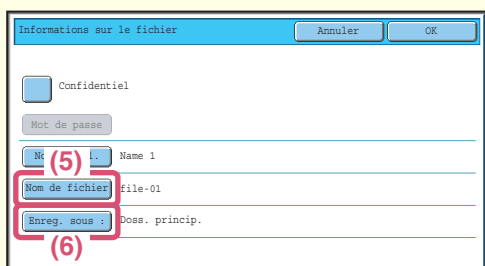 Informations sur le fichier Annuler OK
Confidentiel
Mot de passe
(5) Name 1
Nom de fichier file-01
Enreg. sous : Doss. princip.
(6)